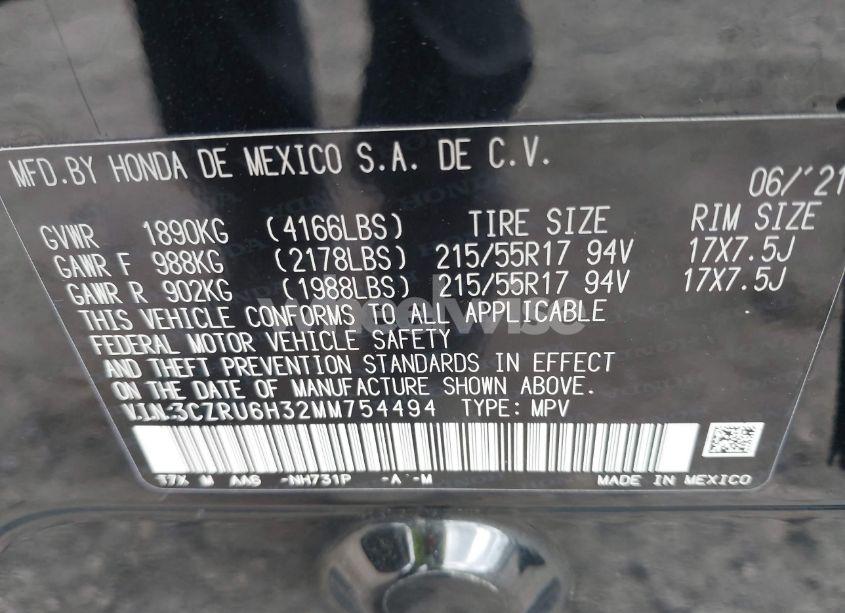 MFD.BY HONDA DE MEXICO S.A. DE C.V.
06/'21
GVWR 1890KG (4166LBS) TIRE SIZE RIM SIZE
GAWR F 988KG (2178LBS) 215/55R17 94V 17X7.5J
GAWR R 902KG (1988LBS) 215/55R17 94V 17X7.5J
THIS VEHICLE CONFORMS TO ALL APPLICABLE
FEDERAL MOTOR VEHICLE SAFETY
AND THEFT PREVENTION STANDARDS IN EFFECT
ON THE DATE OF MANUFACTURE SHOWN ABOVE.
V.I.N:3CZRU6H32MM754494 TYPE: MPV
37X M AAS -NH731P -A -M MADE IN MEXICO